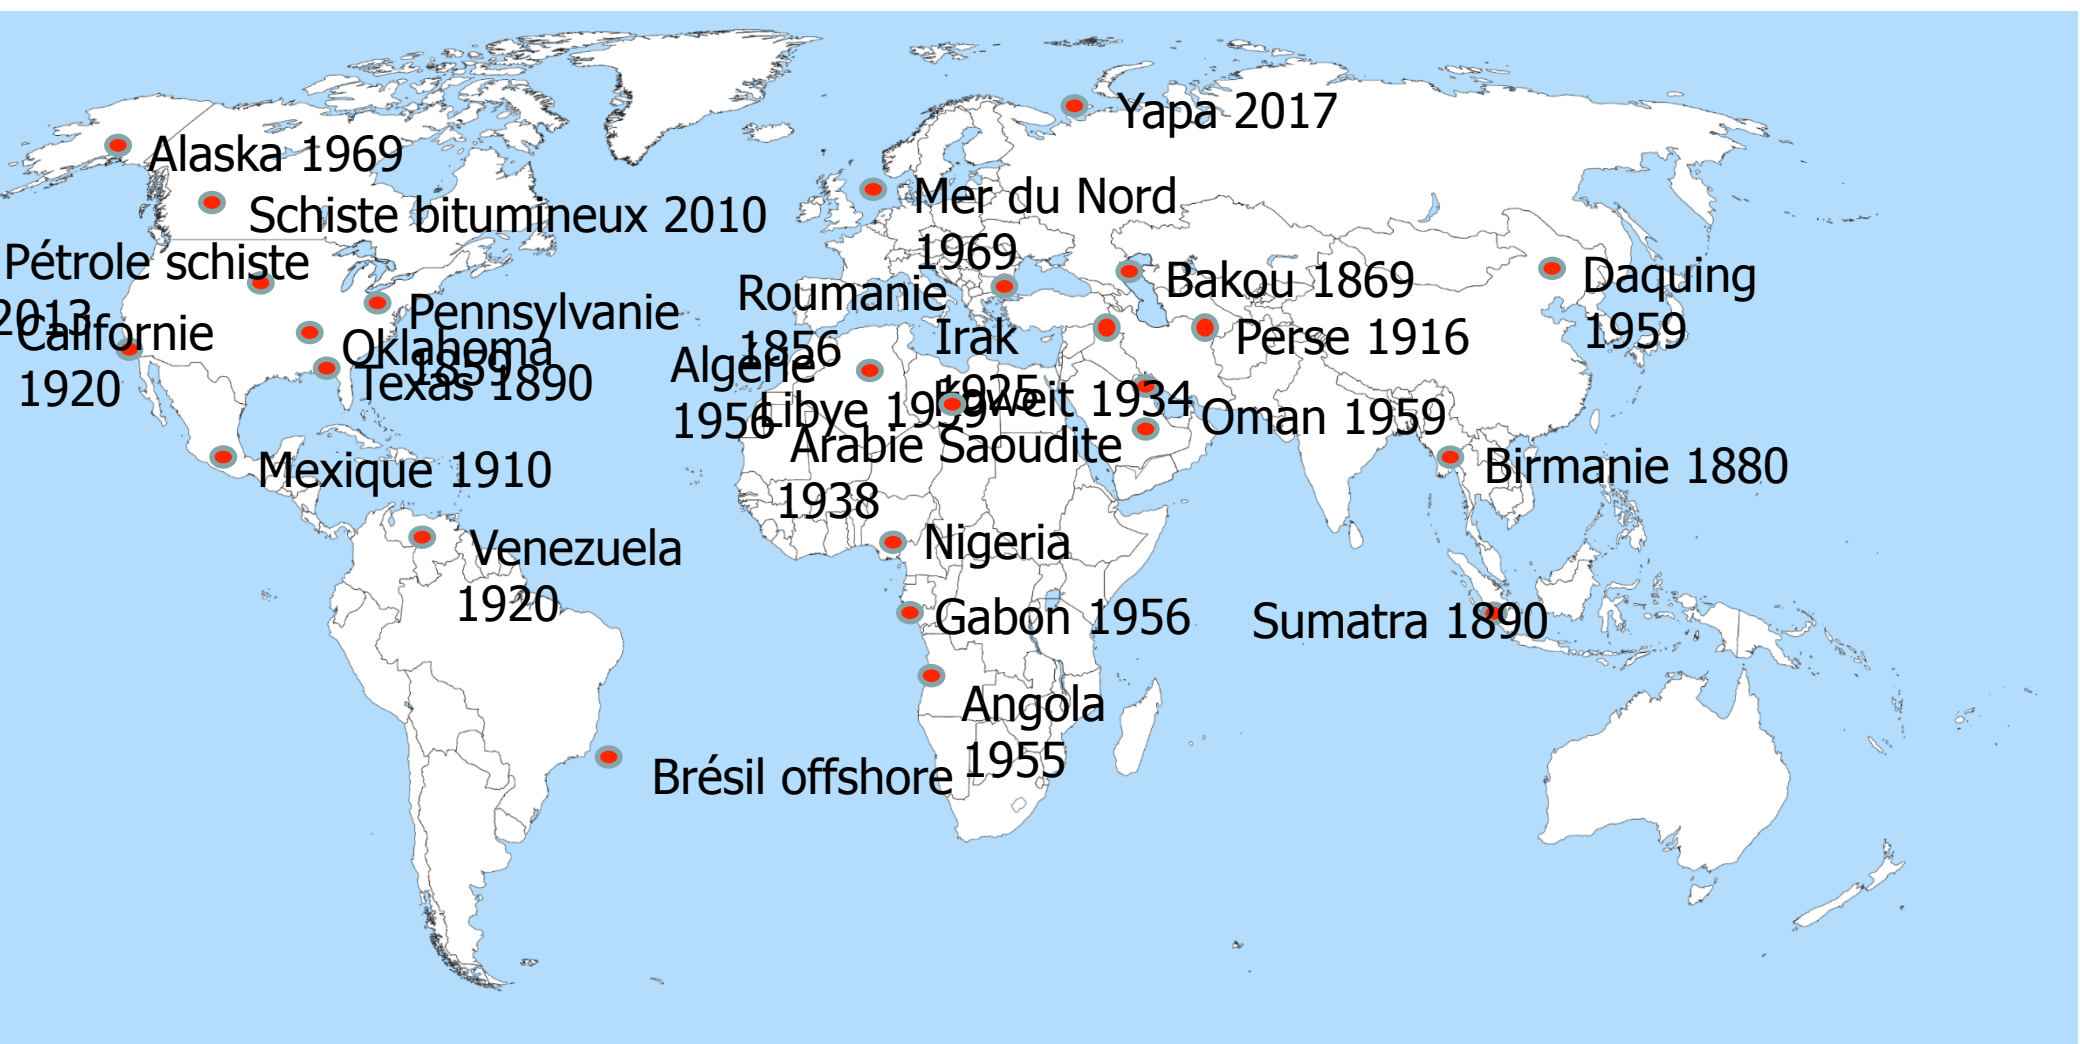 Yapa 2017
Alaska 1969
Schiste bitumineux 2010
Mer du Nord
1969
Pétrole schiste
2013
Californie
1920
Pennsylvanie
1859
Oklahoma
Texas 1890
Roumanie
1856
Bakou 1869
Daquing
1959
Irak
1925
Perse 1916
Algérie
1956
Koweit 1934
Libye 1959
Oman 1959
Arabie Saoudite
1938
Mexique 1910
Birmanie 1880
Venezuela
1920
Nigeria
Gabon 1956
Sumatra 1890
Angola
1955
Brésil offshore